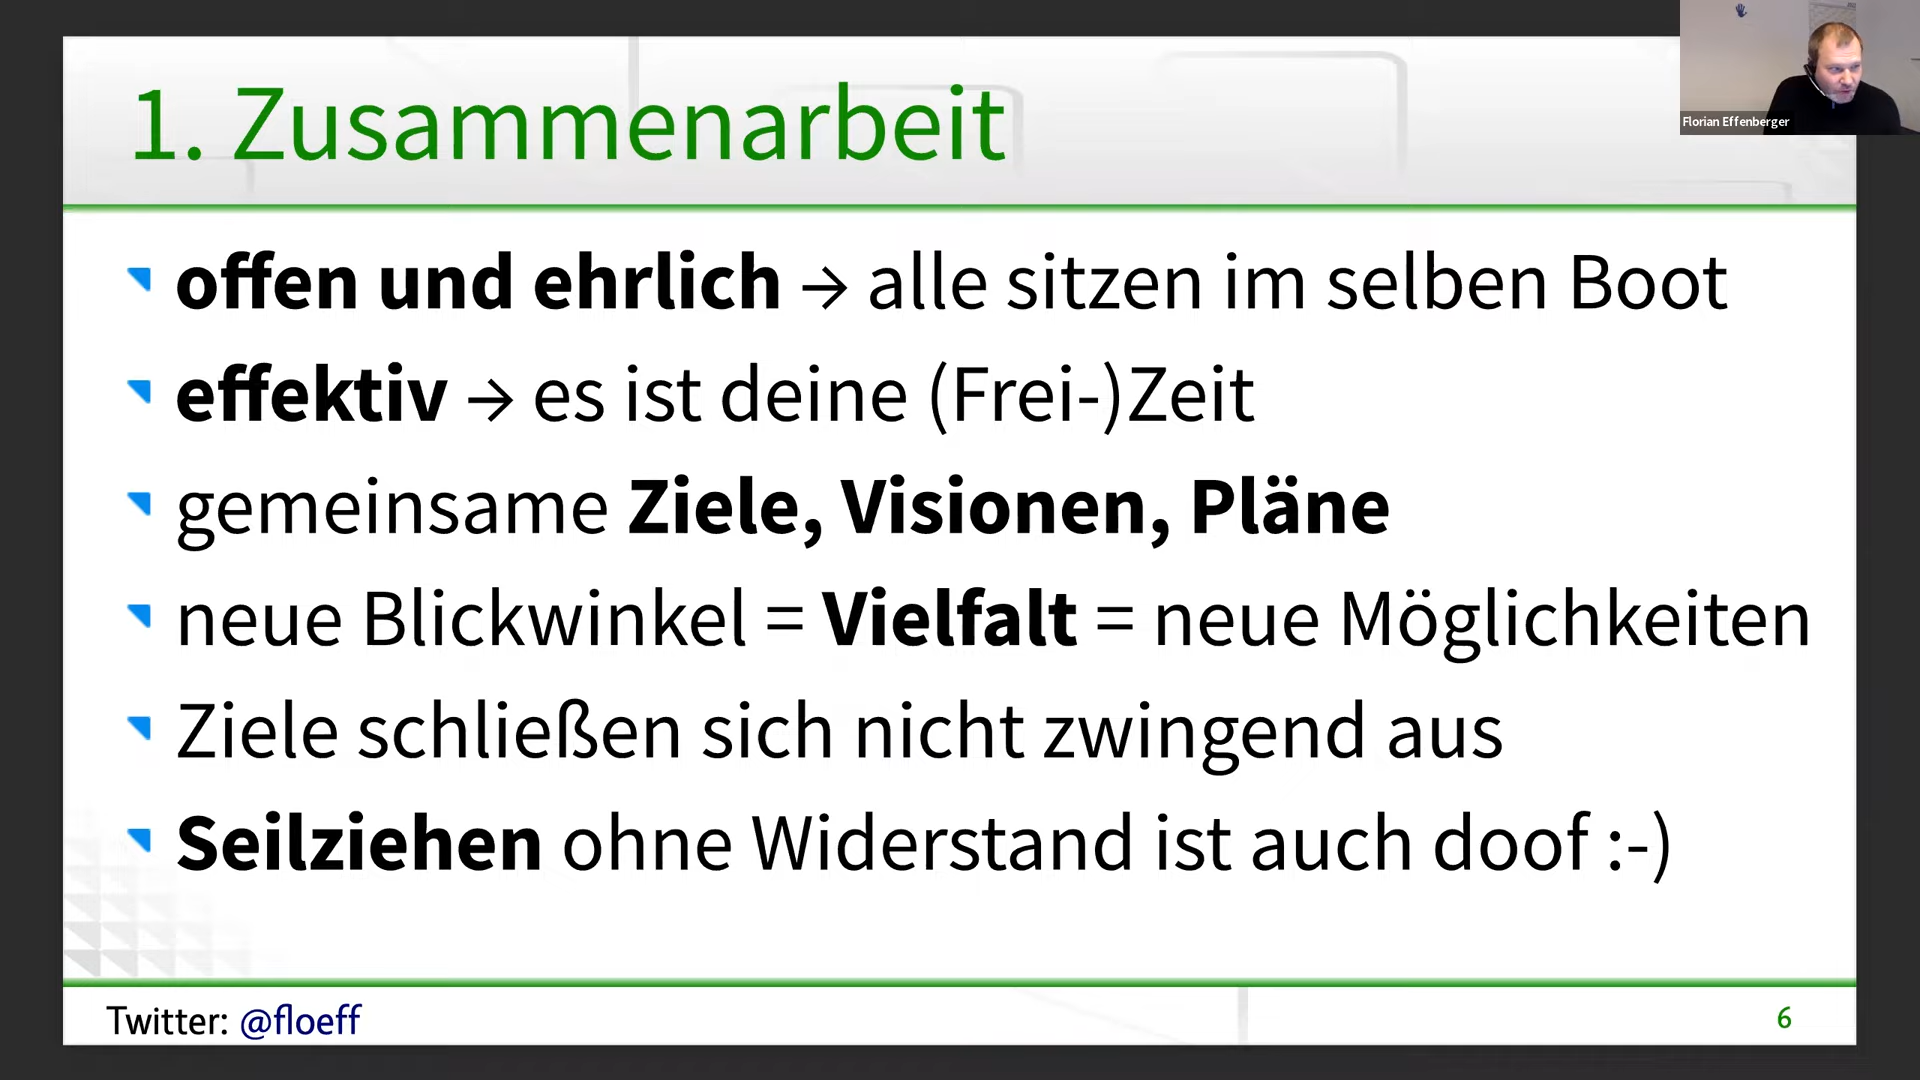 1. Zusammenarbeit
Florian Effenberger
offen und ehrlich → alle sitzen im selben Boot
effektiv → es ist deine (Frei-)Zeit
gemeinsame Ziele, Visionen, Pläne
neue Blickwinkel = Vielfalt = neue Möglichkeiten
Ziele schließen sich nicht zwingend aus
Seilziehen ohne Widerstand ist auch doof :-)
Twitter: @floeff
6